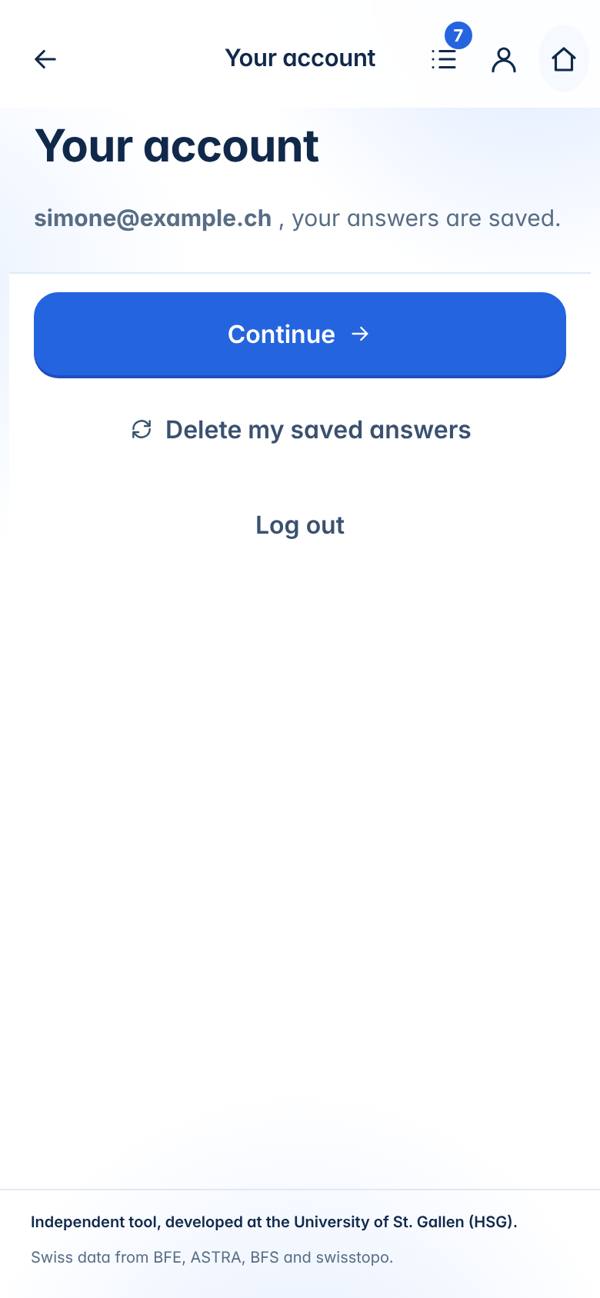 7
Your account
Your account
simone@example.ch , your answers are saved.
Continue →
Delete my saved answers
Log out
Independent tool, developed at the University of St. Gallen (HSG).
Swiss data from BFE, ASTRA, BFS and swisstopo.